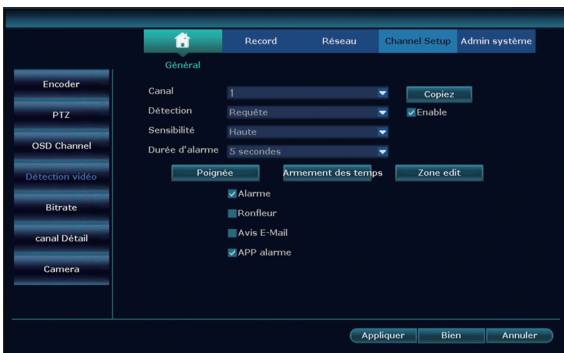 Record Réseau Channel Setup Admin système
Général
Encoder
PTZ
OSD Channel
Détection vidéo
Bitrate
canal Détail
Camera
Canal 1 Copiez
Détection Requête Enable
Sensibilité Haute
Durée d'alarme 5 secondes
Poignée Armement des temps Zone edit
Alarme
Ronfleur
Avis E-Mail
APP alarme
Appliquer Bien Annuler